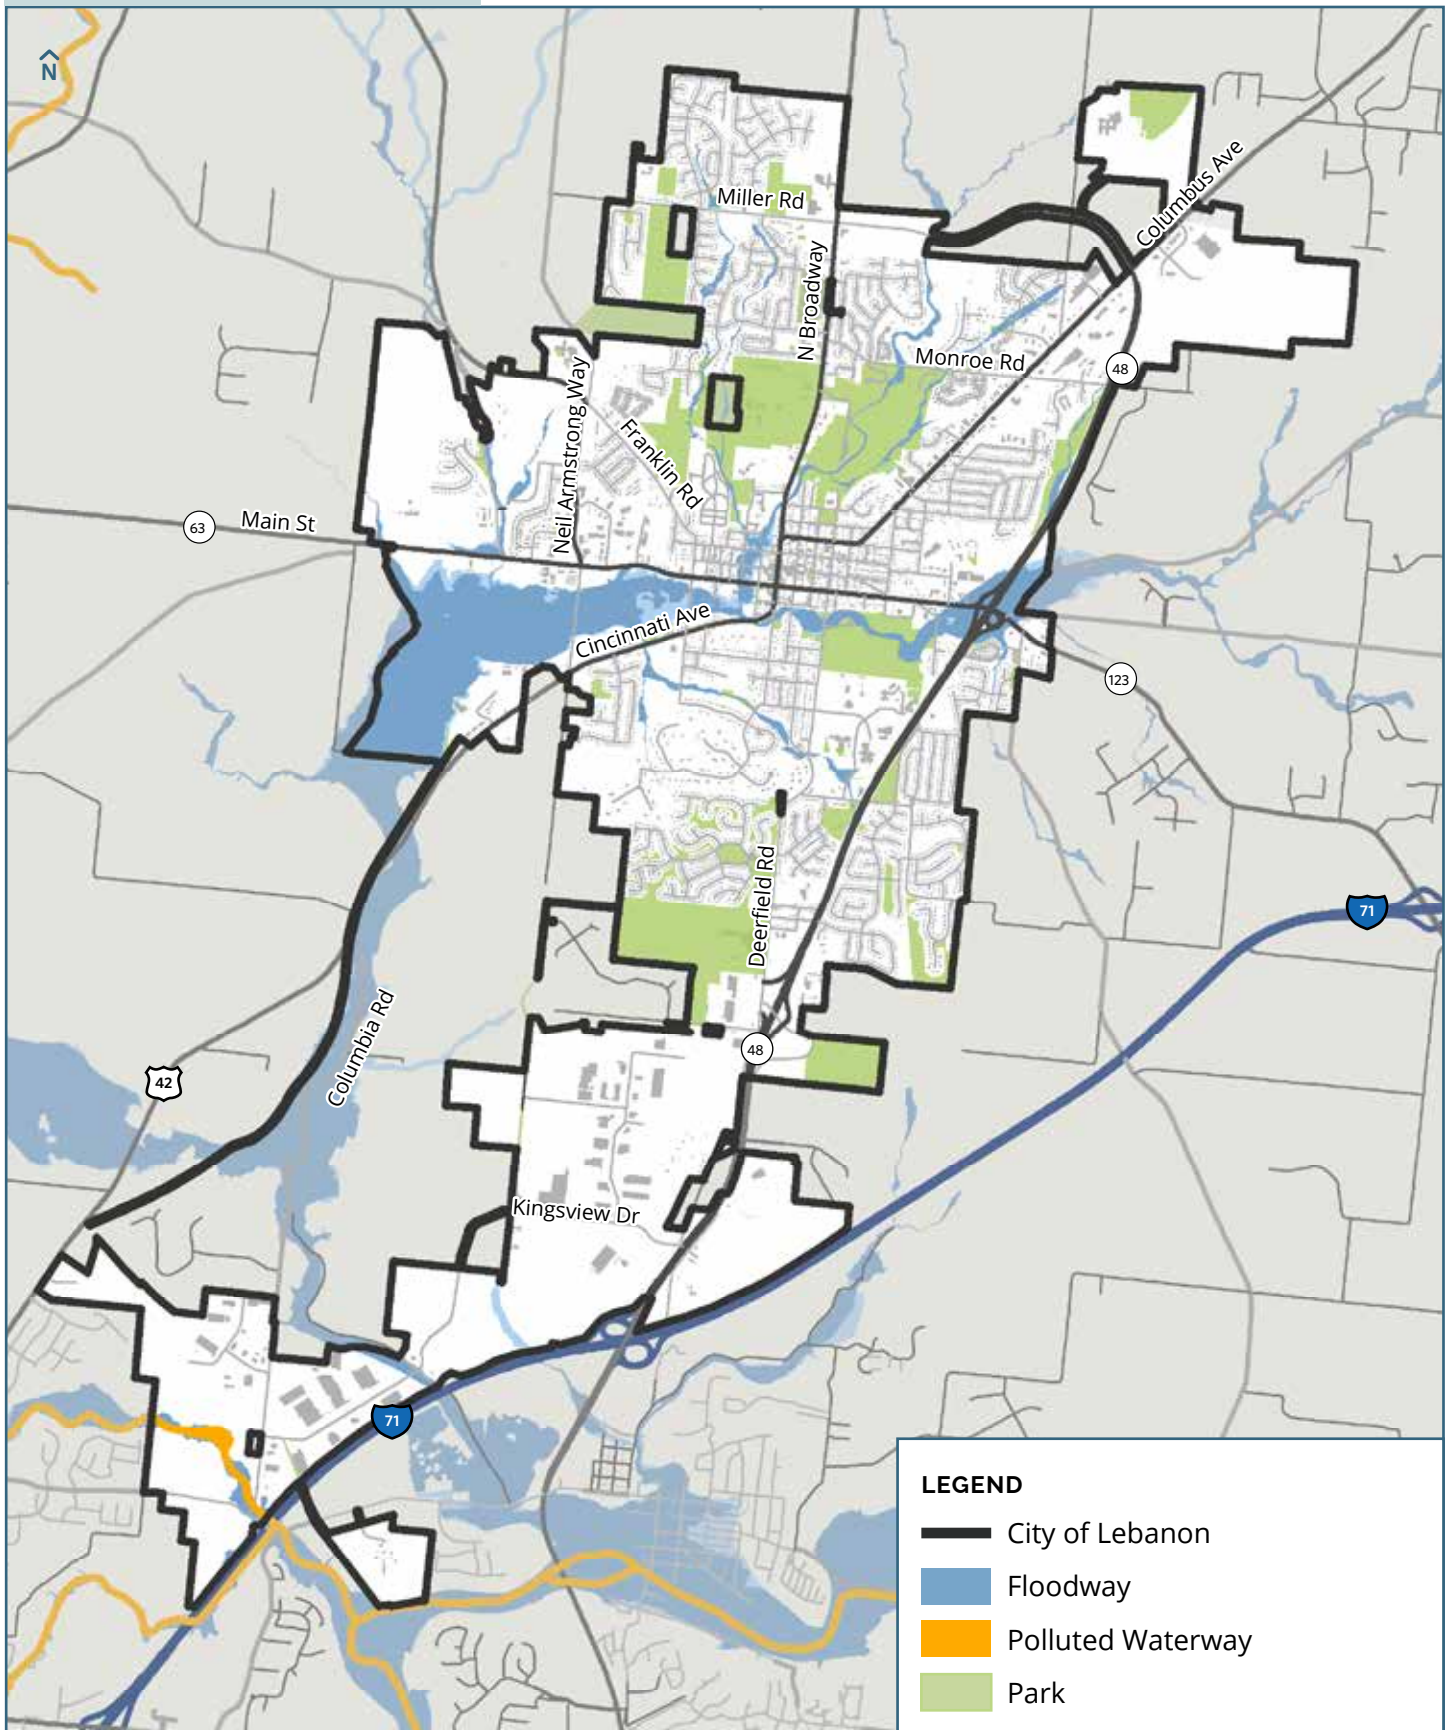 N
Miller Rd
Columbus Ave
N Broadway
Monroe Rd
48
Neil Armstrong Way
Franklin Rd
63
Main St
Cincinnati Ave
123
Deerfield Rd
71
Columbia Rd
48
42
Kingsview Dr
71
LEGEND
City of Lebanon
Floodway
Polluted Waterway
Park